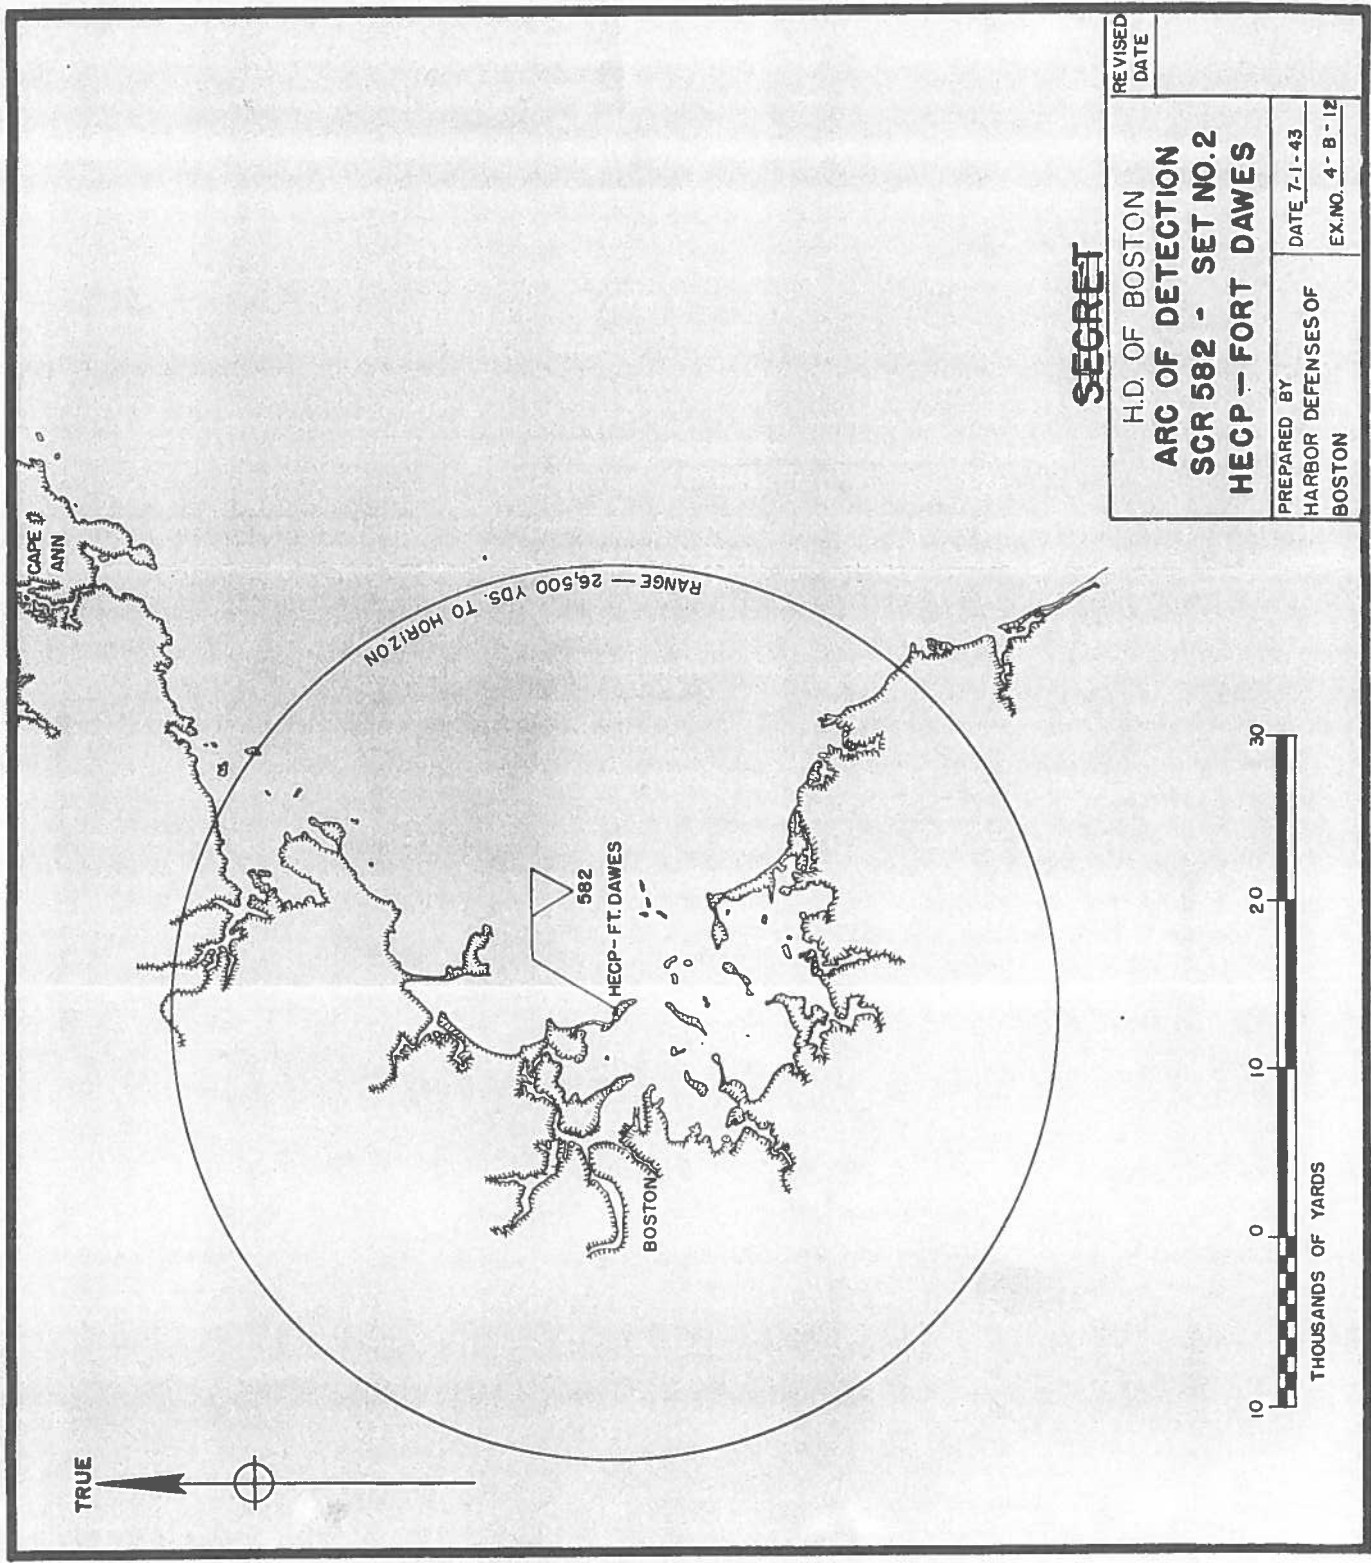 TRUE
CAPE
ANN
RANGE — 26,500 YDS. TO HORIZON
582
HECP-FT. DAWES
BOSTON
10 0 10 20 30
THOUSANDS OF YARDS
SECRET
REVISED
DATE
H.D. OF BOSTON
ARC OF DETECTION
SCR 582 - SET NO. 2
HECP-FORT DAWES
PREPARED BY
HARBOR DEFENSES OF
BOSTON
DATE 7-1-43
EX.NO. 4-B-12